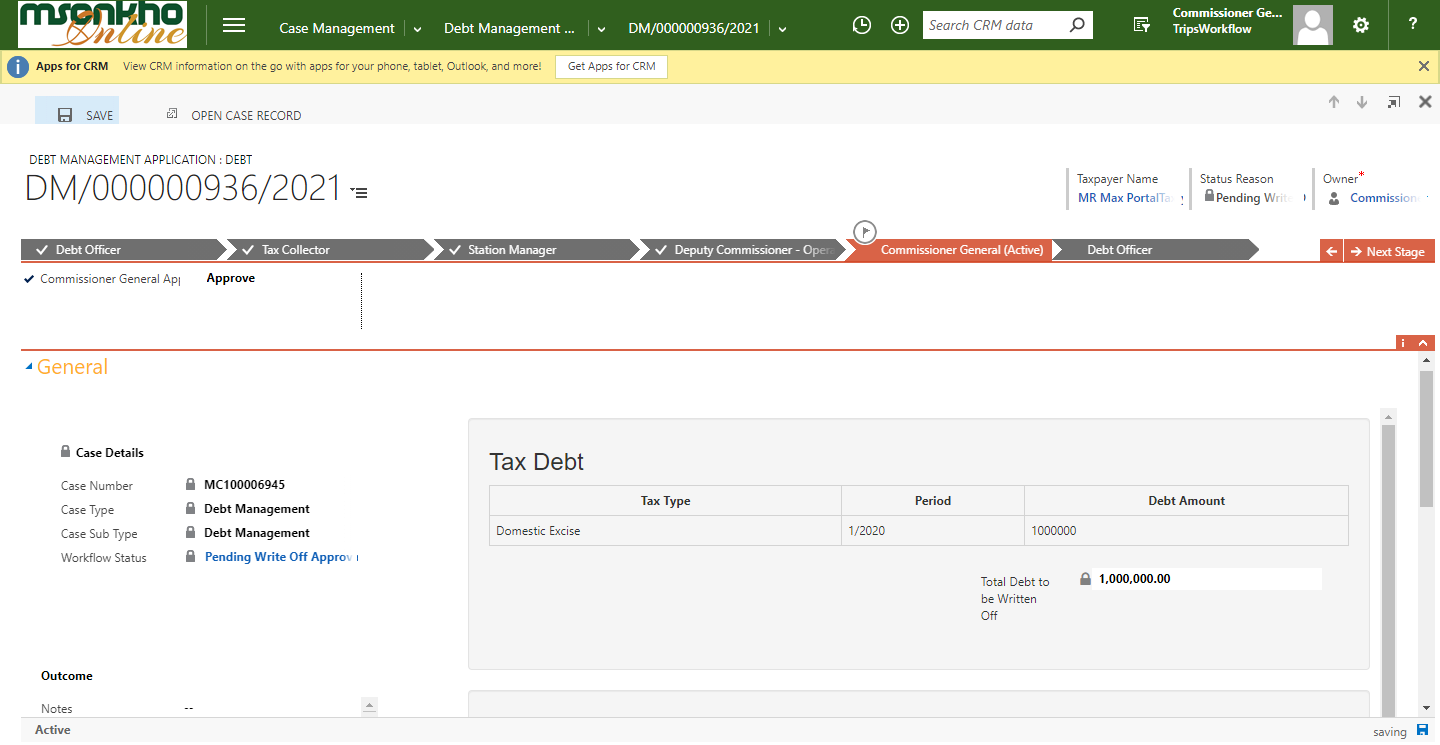 msonkho
Online
Case Management
Debt Management ...
DM/000000936/2021
Search CRM data
Commissioner Ge...
TripsWorkflow
?
i
Apps for CRM
View CRM information on the go with apps for your phone, tablet, Outlook, and more!
Get Apps for CRM
SAVE
OPEN CASE RECORD
DEBT MANAGEMENT APPLICATION : DEBT
DM/000000936/2021
Taxpayer Name
MR Max PortalTa
Status Reason
Pending Writ
Owner*
Commission
Debt Officer
Tax Collector
Station Manager
Deputy Commissioner - Oper
Commissioner General (Active)
Debt Officer
Next Stage
Commissioner General App
Approve
i
General
Case Details
Case Number
MC100006945
Case Type
Debt Management
Case Sub Type
Debt Management
Workflow Status
Pending Write Off Approv
Tax Debt
Tax Type Period Debt Amount
Domestic Excise 1/2020 1000000
Total Debt to
be Written
Off
1,000,000.00
Outcome
Notes
--
Active
saving